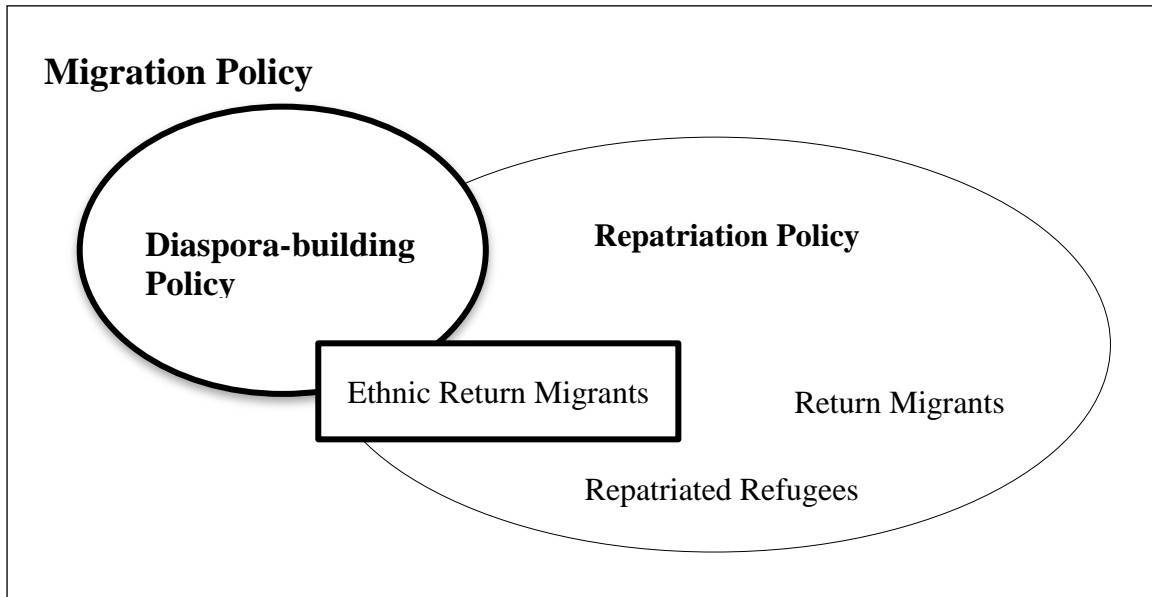 Migration Policy
Diaspora-building
Policy
Repatriation Policy
Ethnic Return Migrants
Return Migrants
Repatriated Refugees